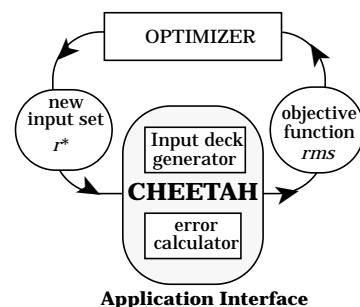 OPTIMIZER
new
input set
r*
objective
function
rms
Input deck
generator
CHEETAH
error
calculator
Application Interface